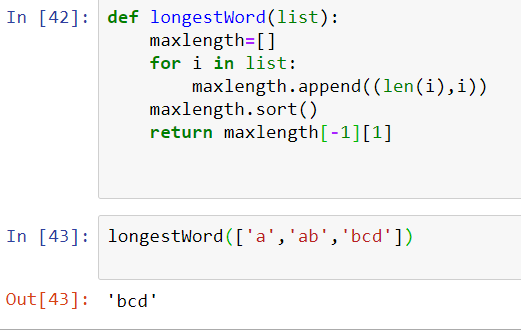 In [42]: def longestWord(list):
    maxlength=[]
    for i in list:
        maxlength.append((len(i),i))
    maxlength.sort()
    return maxlength[-1][1]
In [43]: longestWord(['a','ab','bcd'])
Out[43]: 'bcd'